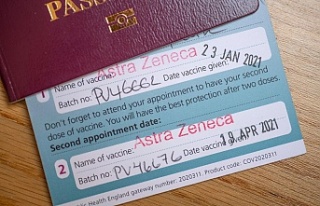 PASS
1
Name of vaccine: Astra Zeneca
Batch no: Date vaccine given: 23 JAN 2021
Don't forget to attend your appointment to have your second
dose of vaccine. You will have the best protection after two doses.
Second appointment date:
2
Name of vaccine: Astra Zeneca
Batch no: Date vaccine given: 19 APR 2021
Health England gateway number: 2020311. Product code: COV2020311